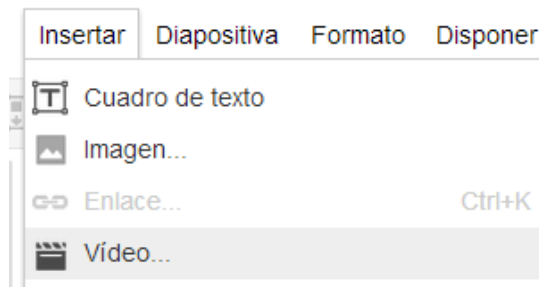 Insertar Diapositiva Formato Disponer
Cuadro de texto
Imagen...
Enlace... Ctrl+K
Vídeo...